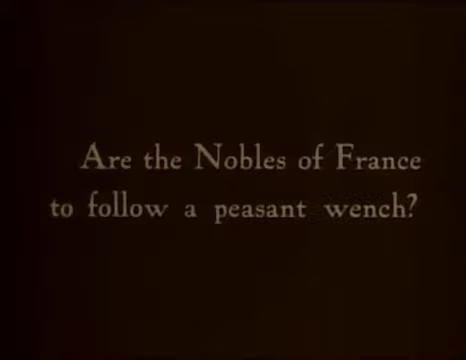 Are the Nobles of France
to follow a peasant wench?